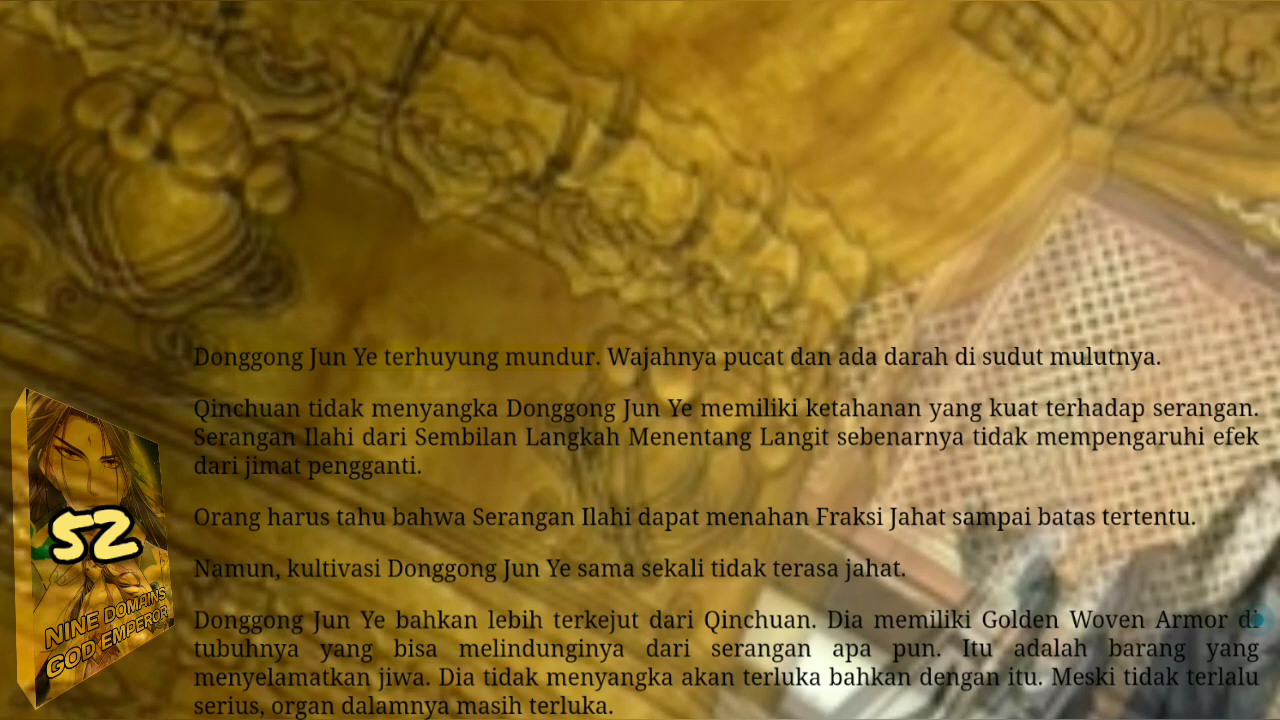 Donggong Jun Ye terhuyung mundur. Wajahnya pucat dan ada darah di sudut mulutnya.
Qinchuan tidak menyangka Donggong Jun Ye memiliki ketahanan yang kuat terhadap serangan.
Serangan Ilahi dari Sembilan Langkah Menentang Langit sebenarnya tidak mempengaruhi efek
dari jimat pengganti.
Orang harus tahu bahwa Serangan Ilahi dapat menahan Fraksi Jahat sampai batas tertentu.
Namun, kultivasi Donggong Jun Ye sama sekali tidak terasa jahat.
Donggong Jun Ye bahkan lebih terkejut dari Qinchuan. Dia memiliki Golden Woven Armor di
tubuhnya yang bisa melindunginya dari serangan apa pun. Itu adalah barang yang
menyelamatkan jiwa. Dia tidak menyangka akan terluka bahkan dengan itu. Meski tidak terlalu
serius, organ dalamnya masih terluka.
52
NINE DOMAINS
GOD EMPEROR